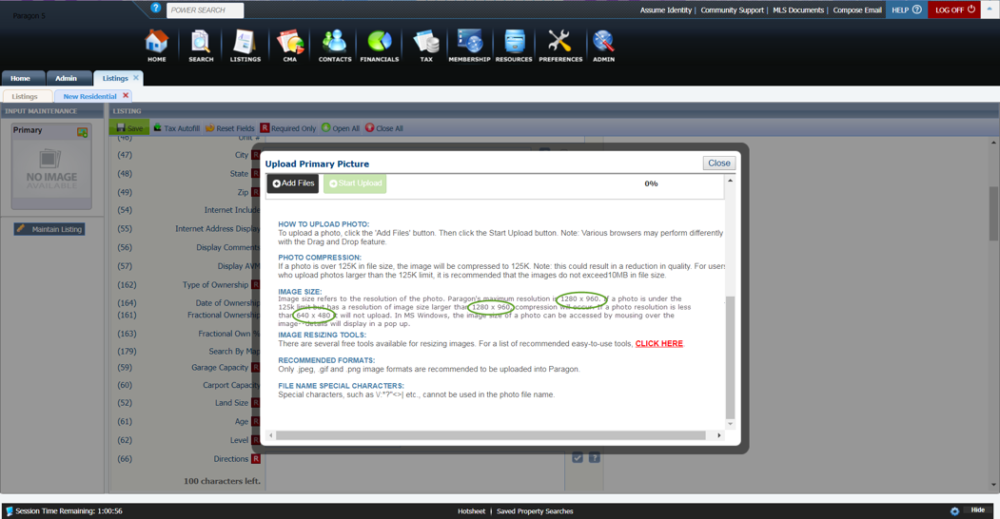 Paragon 5
?
POWER SEARCH
Assume Identity | Community Support | MLS Documents | Compose Email
HELP ?
LOG OFF
HOME
SEARCH
LISTINGS
CMA
CONTACTS
FINANCIALS
TAX
MEMBERSHIP
RESOURCES
PREFERENCES
ADMIN
Home
Admin
Listings X
Listings
New Residential X
INPUT MAINTENANCE
LISTING
Primary
NO IMAGE
AVAILABLE
Maintain Listing
Save
Tax Autofill
Reset Fields
R Required Only
Open All
Close All
(46) Unit #
(47) City R
(48) State R
(49) Zip R
(54) Internet Include
(55) Internet Address Display
(56) Display Comments
(57) Display AVM
(162) Type of Ownership R
(164) Date of Ownership
(161) Fractional Ownership
(163) Fractional Own %
(179) Search By Map
(59) Garage Capacity R
(60) Carport Capacity
(52) Land Size R
(61) Age R
(62) Level R
(66) Directions R
?
100 characters left.
Upload Primary Picture
Close
Add Files
Start Upload
0%
HOW TO UPLOAD PHOTO:
To upload a photo, click the 'Add Files' button. Then click the Start Upload button. Note: Various browsers may perform differently
with the Drag and Drop feature.
PHOTO COMPRESSION:
If a photo is over 125K in file size, the image will be compressed to 125K. Note: this could result in a reduction in quality. For users
who upload photos larger than the 125K limit, it is recommended that the images do not exceed10MB in file size.
IMAGE SIZE:
Image size refers to the resolution of the photo. Paragon's maximum resolution is 1280 x 960. If a photo is under the
125k limit but has a resolution of image size larger than 1280 x 960 compression will occur. If a photo resolution is less
than 640 x 480 it will not upload. In MS Windows, the image size of a photo can be accessed by mousing over the
image--details will display in a pop up.
IMAGE RESIZING TOOLS:
There are several free tools available for resizing images. For a list of recommended easy-to-use tools, CLICK HERE.
RECOMMENDED FORMATS:
Only .jpeg, .gif and .png image formats are recommended to be uploaded into Paragon.
FILE NAME SPECIAL CHARACTERS:
Special characters, such as \/:*?"<>| etc., cannot be used in the photo file name.
Session Time Remaining: 1:00:56
Hotsheet | Saved Property Searches
Hide